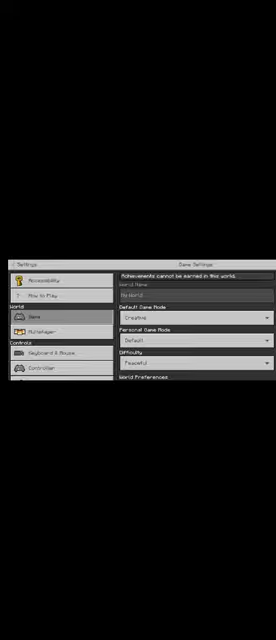 Settings
Game Settings
Accessibility
? How to Play
World
Game
Multiplayer
Controls
Keyboard & Mouse
Controller
Achievements cannot be earned in this world.
World Name
My World
Default Game Mode
Creative
Personal Game Mode
Default
Difficulty
Peaceful
World Preferences